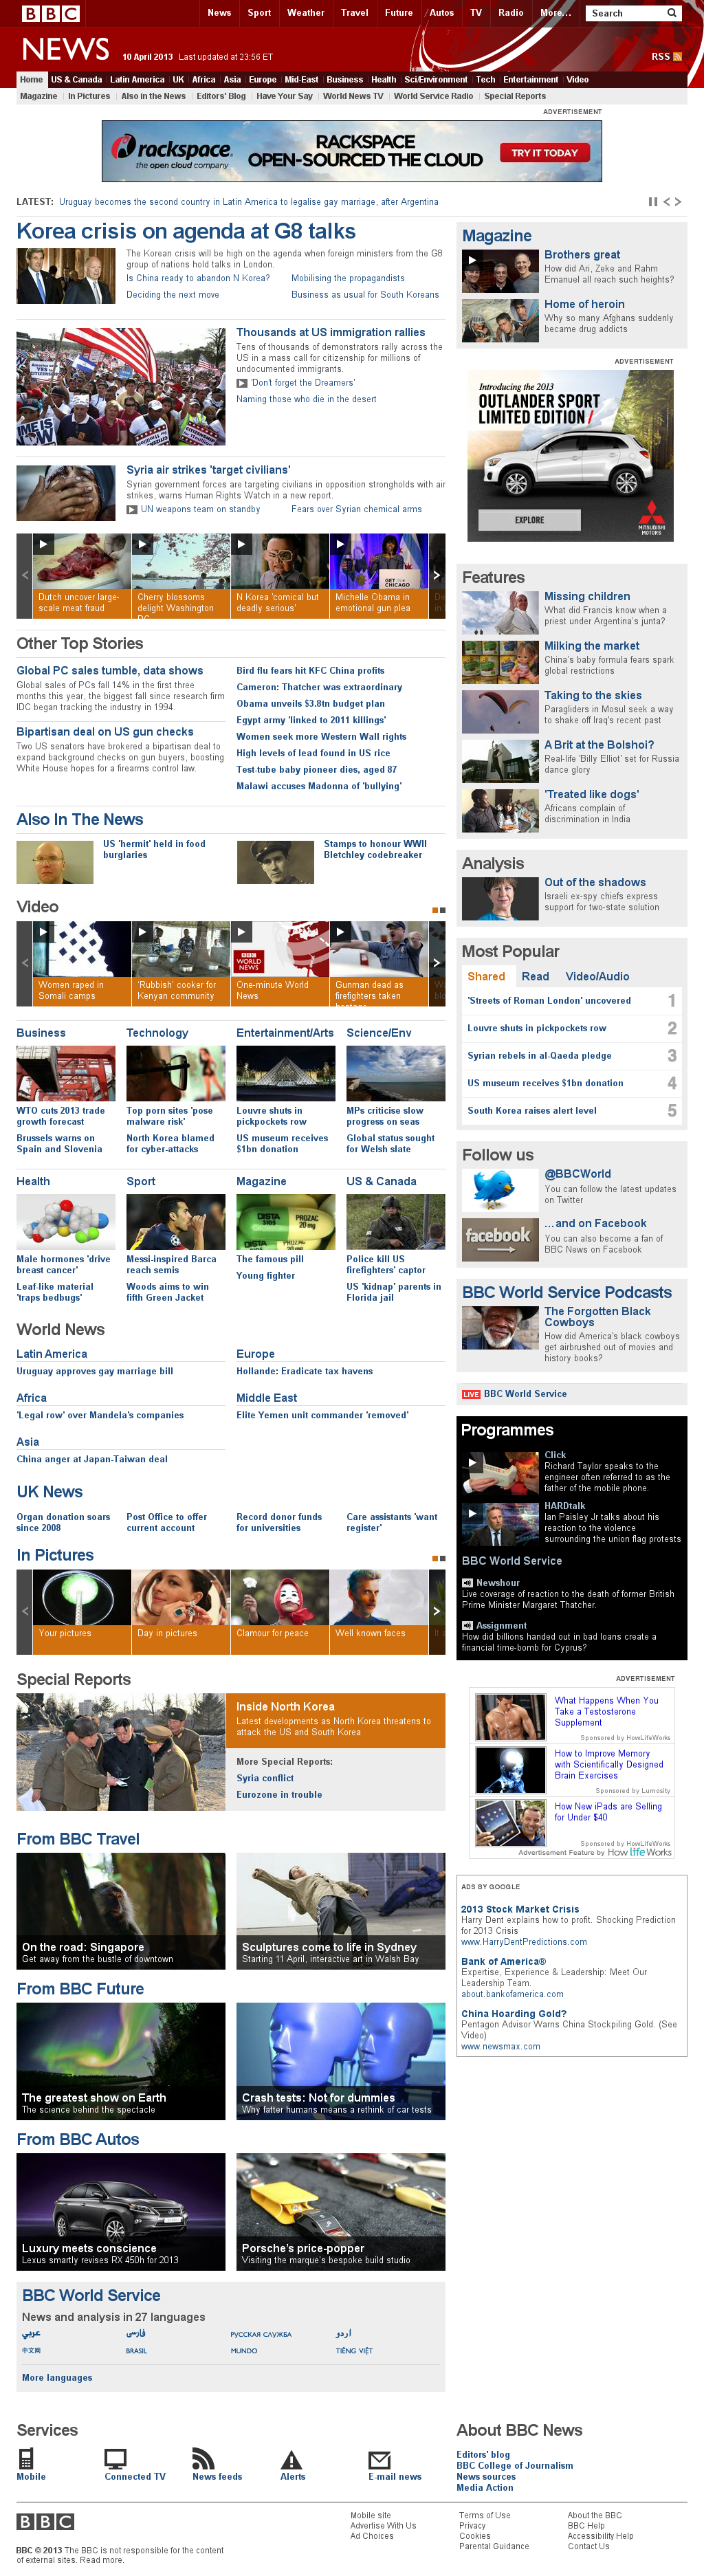 BBC
News Sport Weather Travel Future Autos TV Radio More... Search
NEWS 10 April 2013 Last updated at 23:56 ET RSS
Home US & Canada Latin America UK Africa Asia Europe Mid-East Business Health Sci/Environment Tech Entertainment Video
Magazine In Pictures Also in the News Editors' Blog Have Your Say World News TV World Service Radio Special Reports
ADVERTISEMENT
rackspace
the open cloud company
RACKSPACE
OPEN-SOURCED THE CLOUD
TRY IT TODAY
LATEST: Uruguay becomes the second country in Latin America to legalise gay marriage, after Argentina
Korea crisis on agenda at G8 talks
The Korean crisis will be high on the agenda when foreign ministers from the G8
group of nations hold talks in London.
Is China ready to abandon N Korea? Mobilising the propagandists
Deciding the next move Business as usual for South Koreans
Thousands at US immigration rallies
Tens of thousands of demonstrators rally across the
US in a mass call for citizenship for millions of
undocumented immigrants.
'Don't forget the Dreamers'
Naming those who die in the desert
Syria air strikes 'target civilians'
Syrian government forces are targeting civilians in opposition strongholds with air
strikes, warns Human Rights Watch in a new report.
UN weapons team on standby Fears over Syrian chemical arms
Dutch uncover large-
scale meat fraud
Cherry blossoms
delight Washington
DC
N Korea 'comical but
deadly serious'
Michelle Obama in
emotional gun plea
Other Top Stories
Global PC sales tumble, data shows
Global sales of PCs fall 14% in the first three
months this year, the biggest fall since research firm
IDC began tracking the industry in 1994.
Bipartisan deal on US gun checks
Two US senators have brokered a bipartisan deal to
expand background checks on gun buyers, boosting
White House hopes for a firearms control law.
Bird flu fears hit KFC China profits
Cameron: Thatcher was extraordinary
Obama unveils $3.8tn budget plan
Egypt army 'linked to 2011 killings'
Women seek more Western Wall rights
High levels of lead found in US rice
Test-tube baby pioneer dies, aged 87
Malawi accuses Madonna of 'bullying'
Also In The News
US 'hermit' held in food
burglaries
Stamps to honour WWII
Bletchley codebreaker
Video
Women raped in
Somali camps
'Rubbish' cooker for
Kenyan community
BBC
WORLD
NEWS
One-minute World
News
Gunman dead as
firefighters taken
hostage
Business
WTO cuts 2013 trade
growth forecast
Brussels warns on
Spain and Slovenia
Technology
Top porn sites 'pose
malware risk'
North Korea blamed
for cyber-attacks
Entertainment/Arts
Louvre shuts in
pickpockets row
US museum receives
$1bn donation
Science/Env
MPs criticise slow
progress on seas
Global status sought
for Welsh slate
Health
Male hormones 'drive
breast cancer'
Leaf-like material
'traps bedbugs'
Sport
Messi-inspired Barca
reach semis
Woods aims to win
fifth Green Jacket
Magazine
DISTA
3105
PROZAC
20 mg
The famous pill
Young fighter
US & Canada
Police kill US
firefighters' captor
US 'kidnap' parents in
Florida jail
World News
Latin America
Uruguay approves gay marriage bill
Europe
Hollande: Eradicate tax havens
Africa
'Legal row' over Mandela's companies
Middle East
Elite Yemen unit commander 'removed'
Asia
China anger at Japan-Taiwan deal
UK News
Organ donation soars
since 2008
Post Office to offer
current account
Record donor funds
for universities
Care assistants 'want
register'
In Pictures
Your pictures
Day in pictures
Clamour for peace
Well known faces
Special Reports
Inside North Korea
Latest developments as North Korea threatens to
attack the US and South Korea
More Special Reports:
Syria conflict
Eurozone in trouble
From BBC Travel
On the road: Singapore
Get away from the bustle of downtown
Sculptures come to life in Sydney
Starting 11 April, interactive art in Walsh Bay
From BBC Future
The greatest show on Earth
The science behind the spectacle
Crash tests: Not for dummies
Why fatter humans means a rethink of car tests
From BBC Autos
Luxury meets conscience
Lexus smartly revises RX 450h for 2013
Porsche's price-popper
Visiting the marque's bespoke build studio
BBC World Service
News and analysis in 27 languages
عربي فارسی РУССКАЯ СЛУЖБА اردو
中文网 BRASIL MUNDO TIẾNG VIỆT
More languages
Magazine
Brothers great
How did Ari, Zeke and Rahm
Emanuel all reach such heights?
Home of heroin
Why so many Afghans suddenly
became drug addicts
ADVERTISEMENT
Introducing the 2013
OUTLANDER SPORT
LIMITED EDITION
EXPLORE
MITSUBISHI
MOTORS
Features
Missing children
What did Francis know when a
priest under Argentina's junta?
Milking the market
China's baby formula fears spark
global restrictions
Taking to the skies
Paragliders in Mosul seek a way
to shake off Iraq's recent past
A Brit at the Bolshoi?
Real-life 'Billy Elliot' set for Russia
dance glory
'Treated like dogs'
Africans complain of
discrimination in India
Analysis
Out of the shadows
Israeli ex-spy chiefs express
support for two-state solution
Most Popular
Shared Read Video/Audio
'Streets of Roman London' uncovered 1
Louvre shuts in pickpockets row 2
Syrian rebels in al-Qaeda pledge 3
US museum receives $1bn donation 4
South Korea raises alert level 5
Follow us
@BBCWorld
You can follow the latest updates
on Twitter
facebook
...and on Facebook
You can also become a fan of
BBC News on Facebook
BBC World Service Podcasts
The Forgotten Black
Cowboys
How did America's black cowboys
get airbrushed out of movies and
history books?
LIVE BBC World Service
Programmes
Click
Richard Taylor speaks to the
engineer often referred to as the
father of the mobile phone.
HARDtalk
Ian Paisley Jr talks about his
reaction to the violence
surrounding the union flag protests
BBC World Service
Newshour
Live coverage of reaction to the death of former British
Prime Minister Margaret Thatcher.
Assignment
How did billions handed out in bad loans create a
financial time-bomb for Cyprus?
ADVERTISEMENT
What Happens When You
Take a Testosterone
Supplement
Sponsored by HowLifeWorks
How to Improve Memory
with Scientifically Designed
Brain Exercises
Sponsored by Lumosity
How New iPads are Selling
for Under $40
Sponsored by HowLifeWorks
Advertisement Feature by How life Works
ADS BY GOOGLE
2013 Stock Market Crisis
Harry Dent explains how to profit. Shocking Prediction
for 2013 Crisis
www.HarryDentPredictions.com
Bank of America®
Expertise, Experience & Leadership: Meet Our
Leadership Team.
about.bankofamerica.com
China Hoarding Gold?
Pentagon Advisor Warns China Stockpiling Gold. (See
Video)
www.newsmax.com
Services
Mobile Connected TV News feeds Alerts E-mail news
About BBC News
Editors' blog
BBC College of Journalism
News sources
Media Action
BBC
BBC © 2013 The BBC is not responsible for the content
of external sites. Read more.
Mobile site
Advertise With Us
Ad Choices
Terms of Use
Privacy
Cookies
Parental Guidance
About the BBC
BBC Help
Accessibility Help
Contact Us